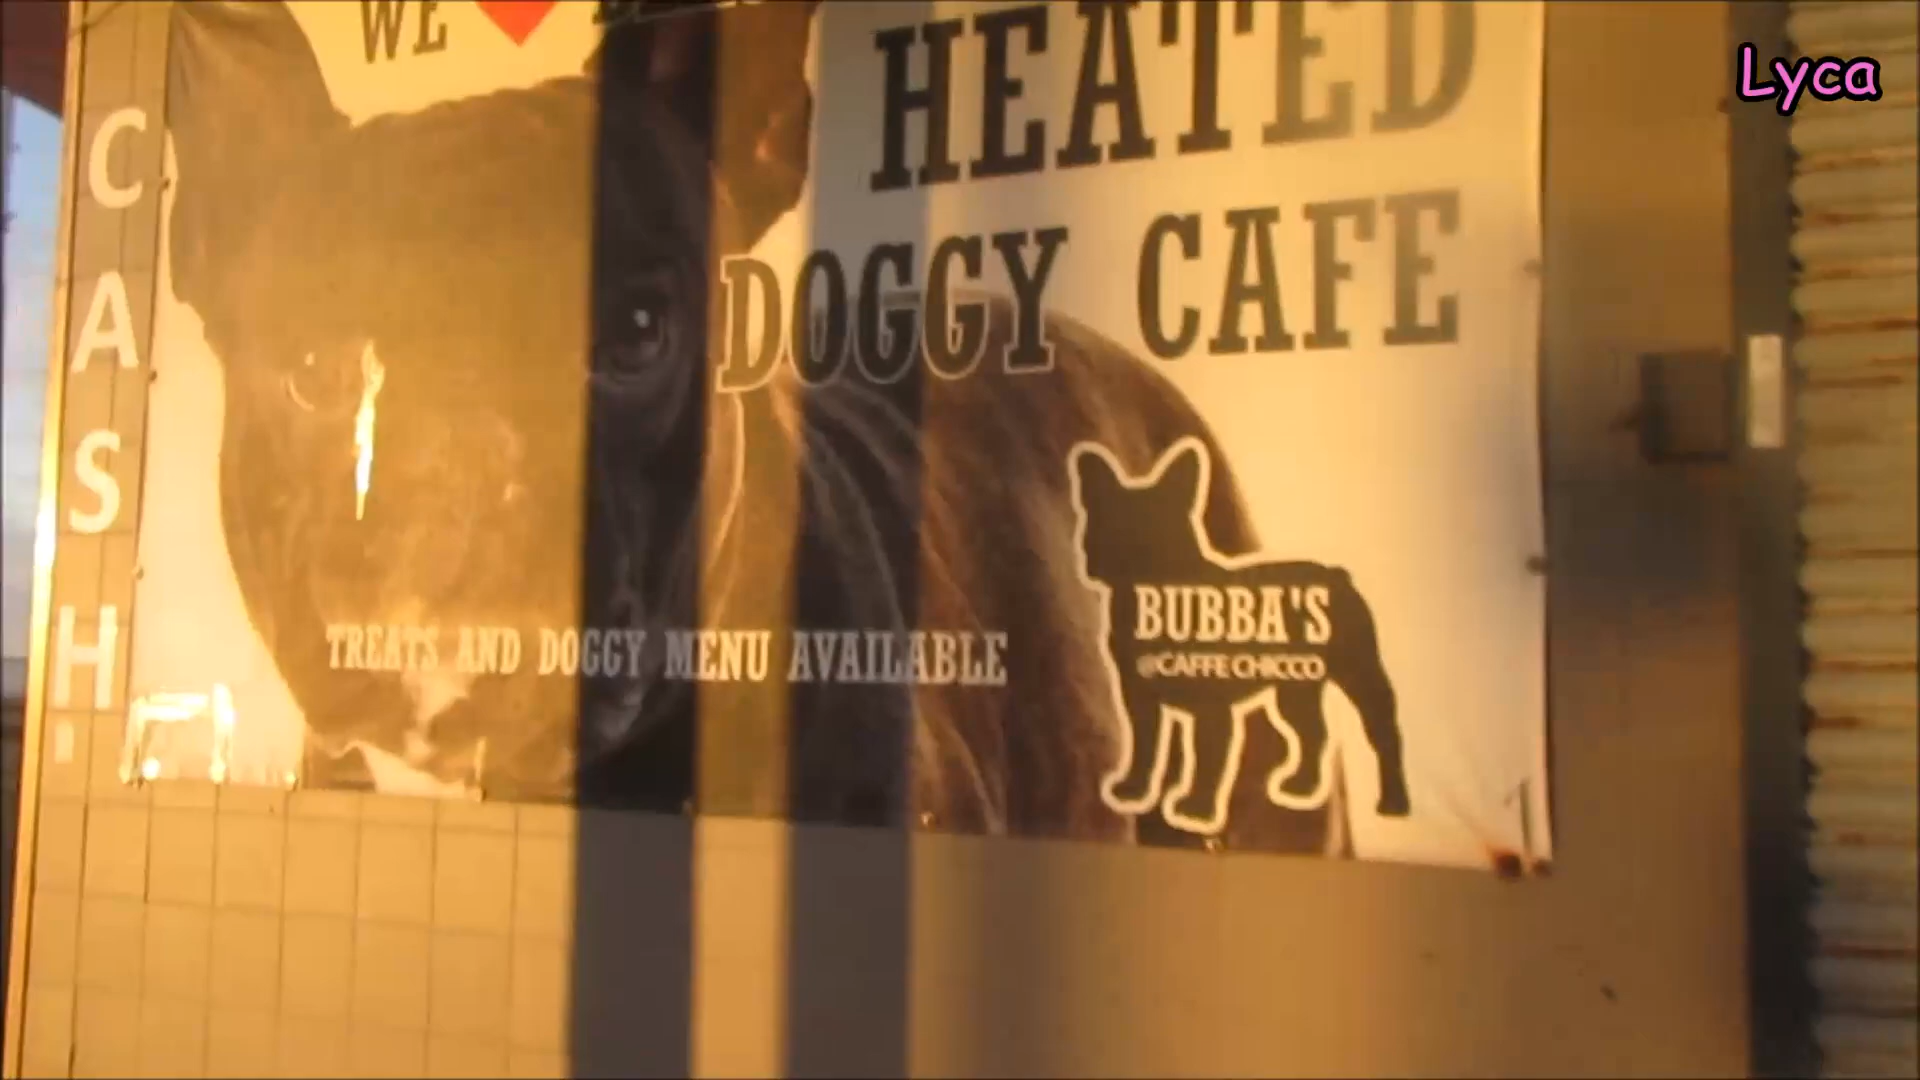 WE
HEATED
DOGGY CAFE
CASH
TREATS AND DOGGY MENU AVAILABLE
BUBBA'S
@CAFFE CHICCO
Lyca